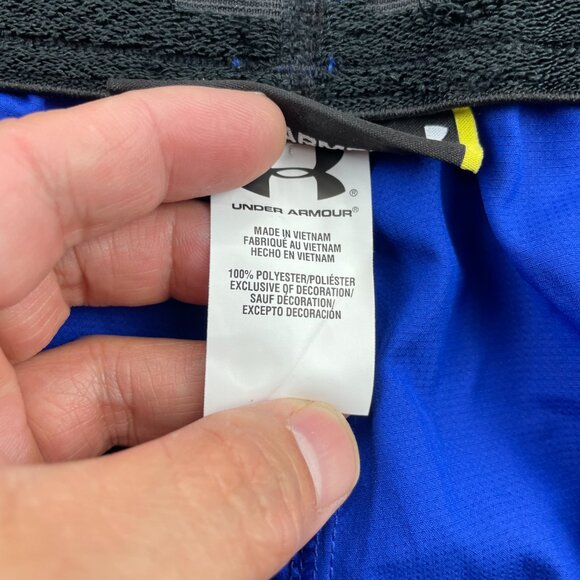 UNDER ARMOUR®
MADE IN VIETNAM
FABRIQUÉ AU VIETNAM
HECHO EN VIETNAM
100% POLYESTER/POLIÉSTER
EXCLUSIVE OF DECORATION/
SAUF DÉCORATION/
EXCEPTO DECORACIÓN